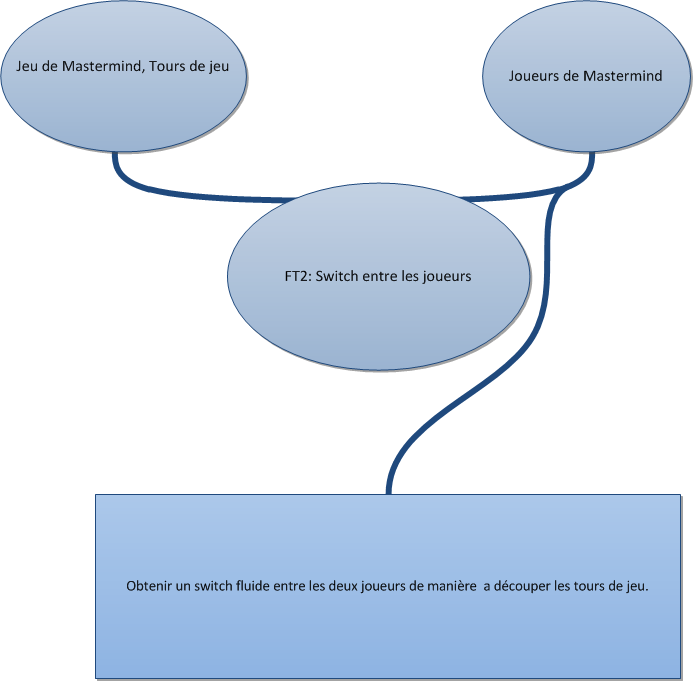 Jeu de Mastermind, Tours de jeu
Joueurs de Mastermind
FT2: Switch entre les joueurs
Obtenir un switch fluide entre les deux joueurs de manière  a découper les tours de jeu.